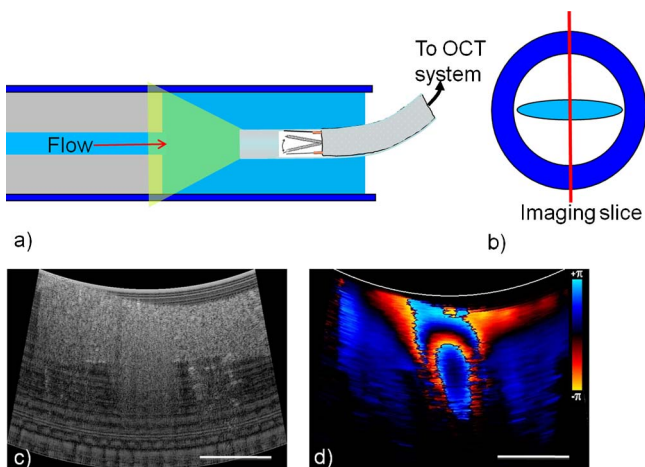 To OCT
system
Flow
Imaging slice
a)
b)
+π
-π
c)
d)